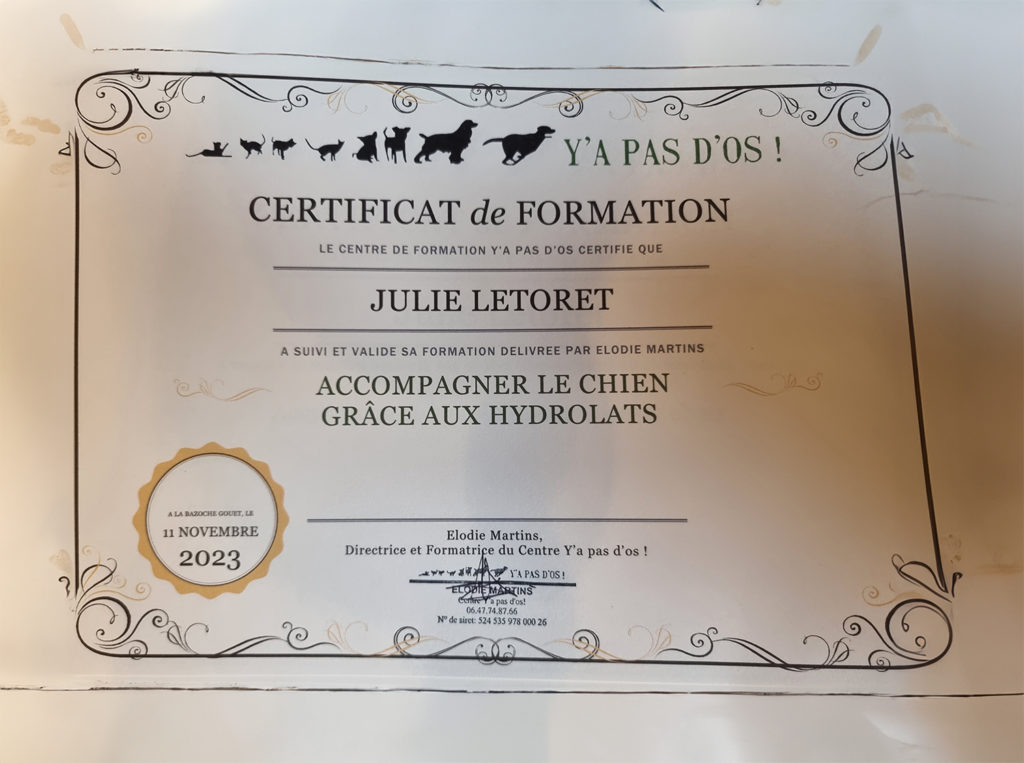 Y'A PAS D'OS !
CERTIFICAT de FORMATION
LE CENTRE DE FORMATION Y'A PAS D'OS CERTIFIE QUE
JULIE LETORET
A SUIVI ET VALIDE SA FORMATION DELIVREE PAR ELODIE MARTINS
ACCOMPAGNER LE CHIEN
GRÂCE AUX HYDROLATS
A LA BAZOCHE GOUET, LE
11 NOVEMBRE
2023
Elodie Martins,
Directrice et Formatrice du Centre Y'a pas d'os !
Y'A PAS D'OS !
ELODIE MARTINS
Centre Y'a pas d'os!
06.47.74.87.66
N° de siret: 524 535 978 000 26